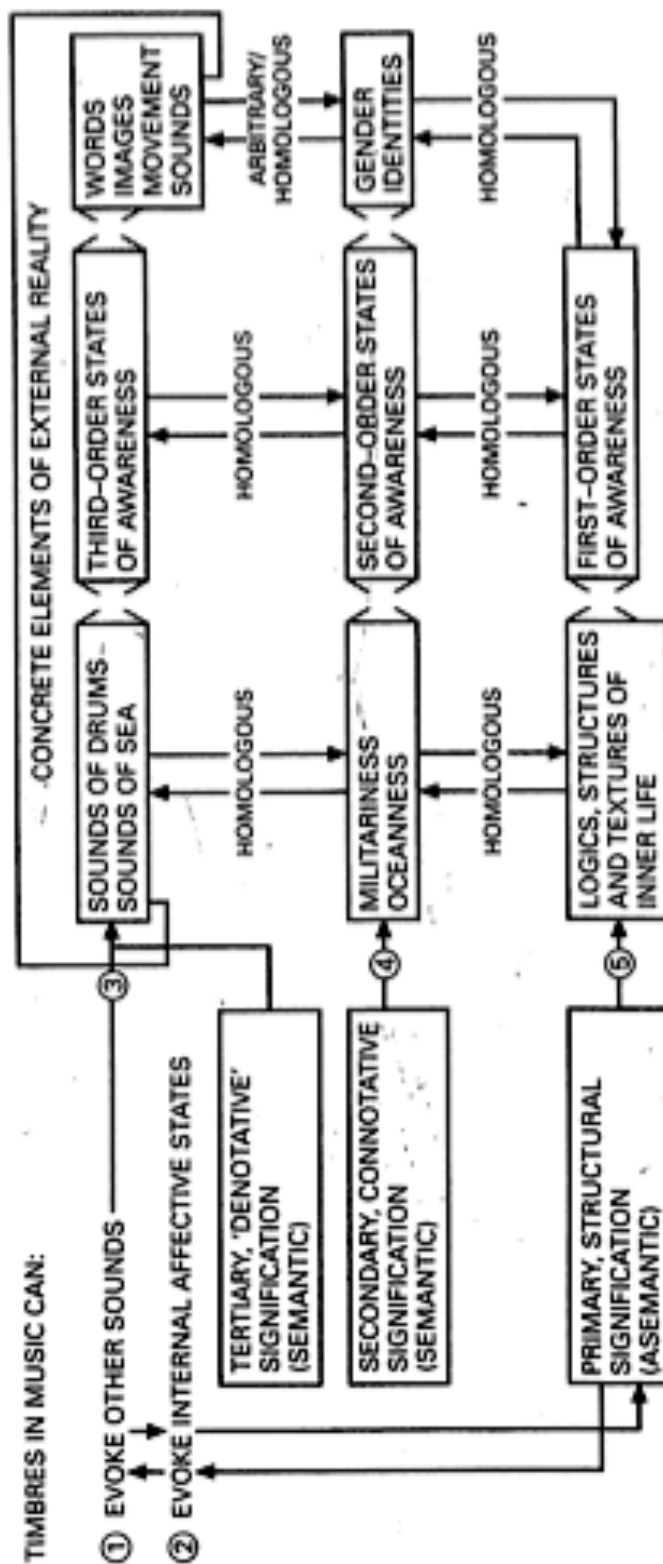 TIMBRES IN MUSIC CAN:
① EVOKE OTHER SOUNDS
② EVOKE INTERNAL AFFECTIVE STATES
CONCRETE ELEMENTS OF EXTERNAL REALITY
TERTIARY, 'DENOTATIVE'
SIGNIFICATION
(SEMANTIC)
③
SOUNDS OF DRUMS
SOUNDS OF SEA
THIRD-ORDER STATES
OF AWARENESS
WORDS
IMAGES
MOVEMENT
SOUNDS
HOMOLOGOUS
HOMOLOGOUS
ARBITRARY/
HOMOLOGOUS
SECONDARY, CONNOTATIVE
SIGNIFICATION
(SEMANTIC)
④
MILITARINESS
OCEANNESS
SECOND-ORDER STATES
OF AWARENESS
GENDER
IDENTITIES
HOMOLOGOUS
HOMOLOGOUS
HOMOLOGOUS
PRIMARY, STRUCTURAL
SIGNIFICATION
(ASEMANTIC)
⑤
LOGICS, STRUCTURES
AND TEXTURES OF
INNER LIFE
FIRST-ORDER STATES
OF AWARENESS